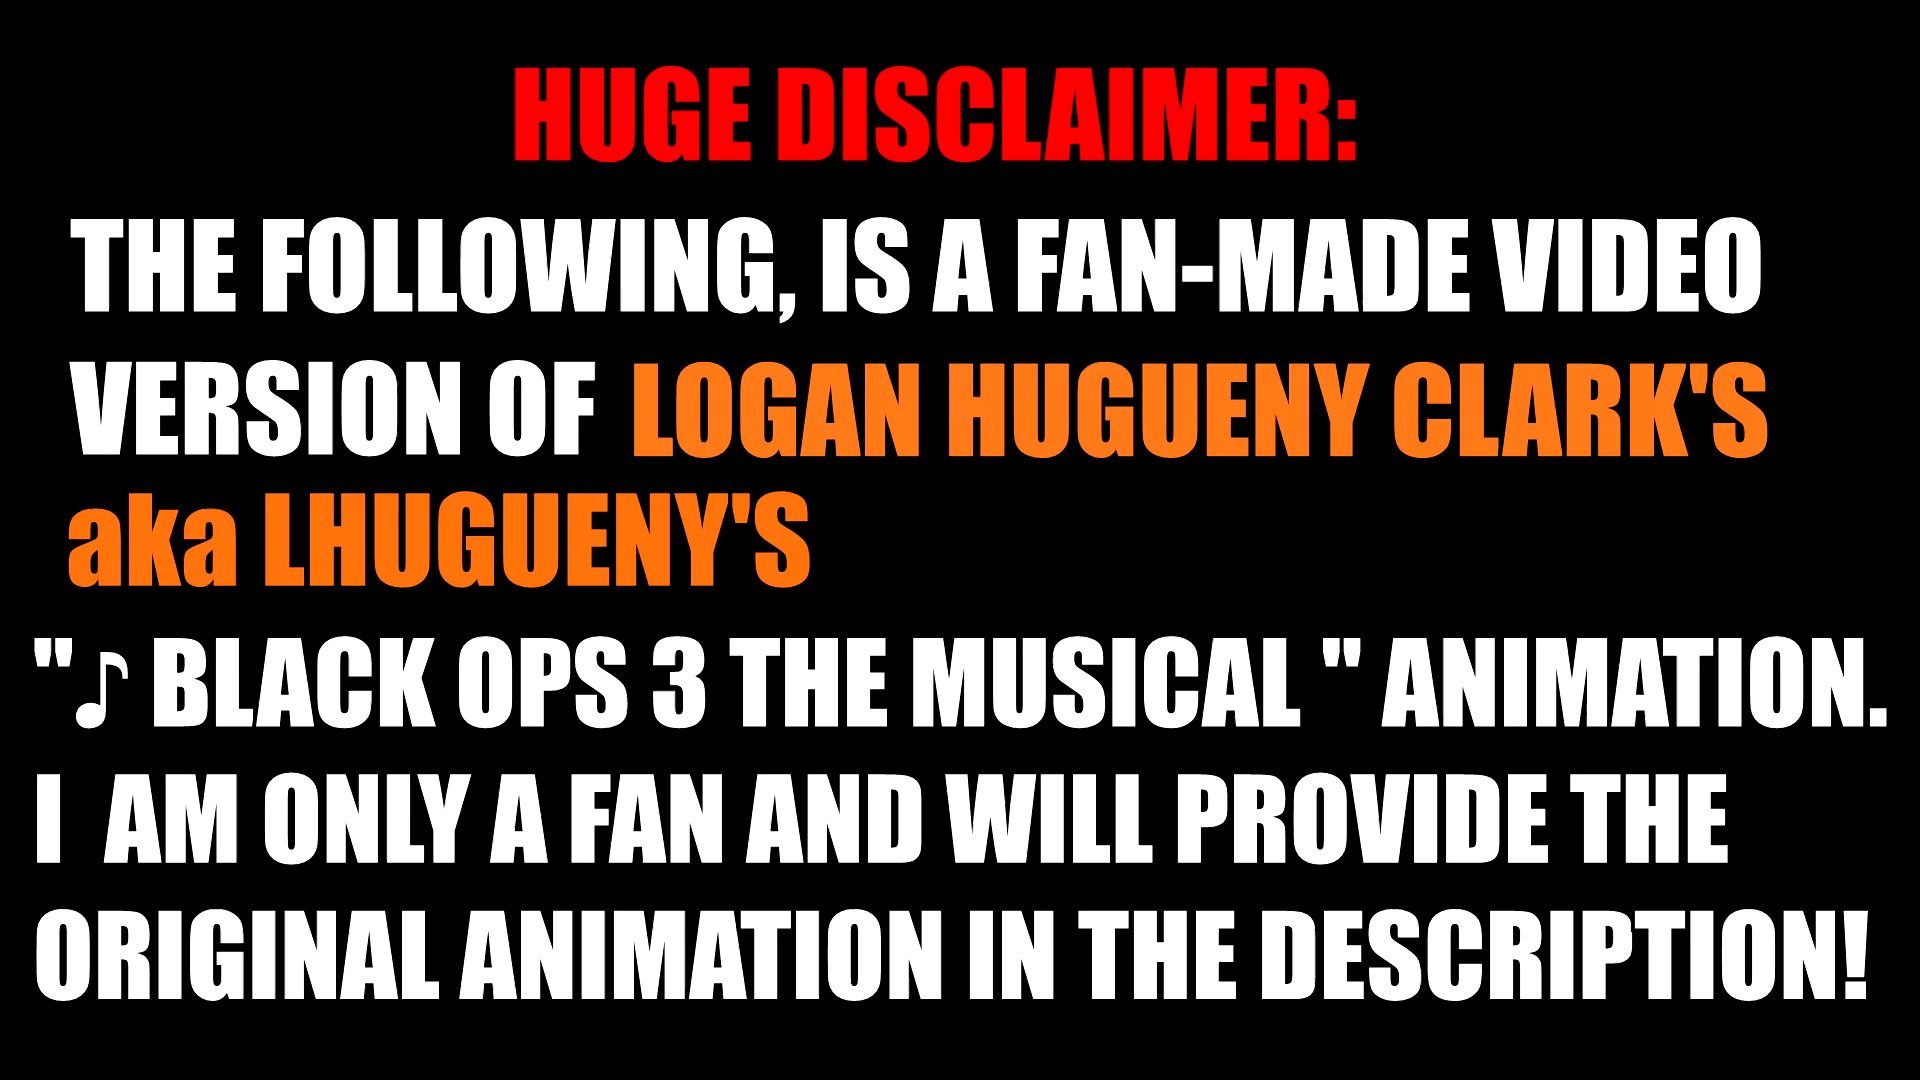 HUGE DISCLAIMER:
THE FOLLOWING, IS A FAN-MADE VIDEO
VERSION OF LOGAN HUGUENY CLARK'S
aka LHUGUENY'S
"♪ BLACK OPS 3 THE MUSICAL " ANIMATION.
I AM ONLY A FAN AND WILL PROVIDE THE
ORIGINAL ANIMATION IN THE DESCRIPTION!